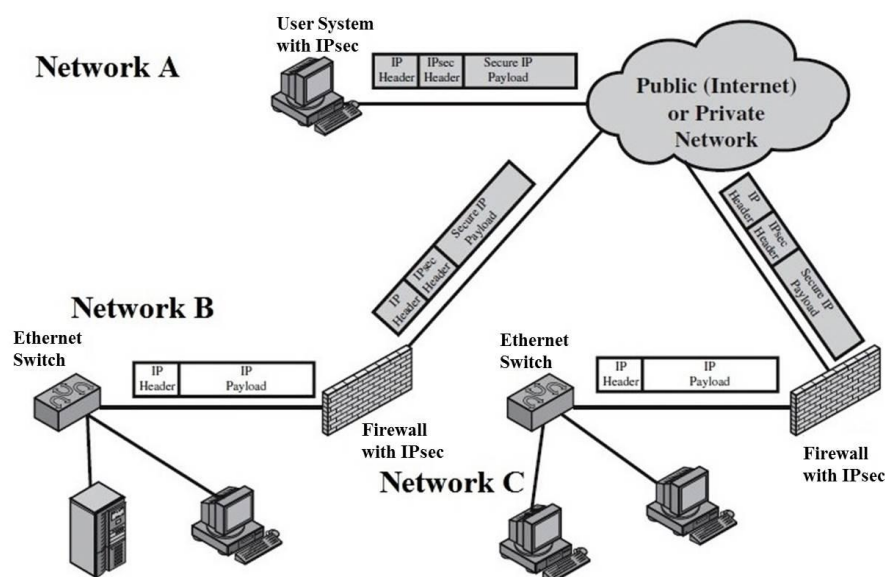 User System
with IPsec
Network A
IP
Header
IPsec
Header
Secure IP
Payload
Public (Internet)
or Private
Network
IP
Header
IPsec
Header
Secure IP
Payload
IP
Header
IPsec
Header
Secure IP
Payload
Network B
Ethernet
Switch
IP
Header
IP
Payload
Firewall
with IPsec
Ethernet
Switch
IP
Header
IP
Payload
Firewall
with IPsec
Network C